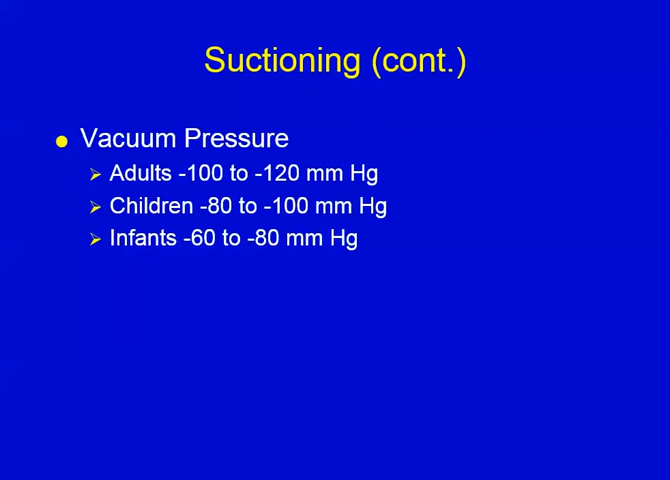 Suctioning (cont.)
Vacuum Pressure
Adults -100 to -120 mm Hg
Children -80 to -100 mm Hg
Infants -60 to -80 mm Hg